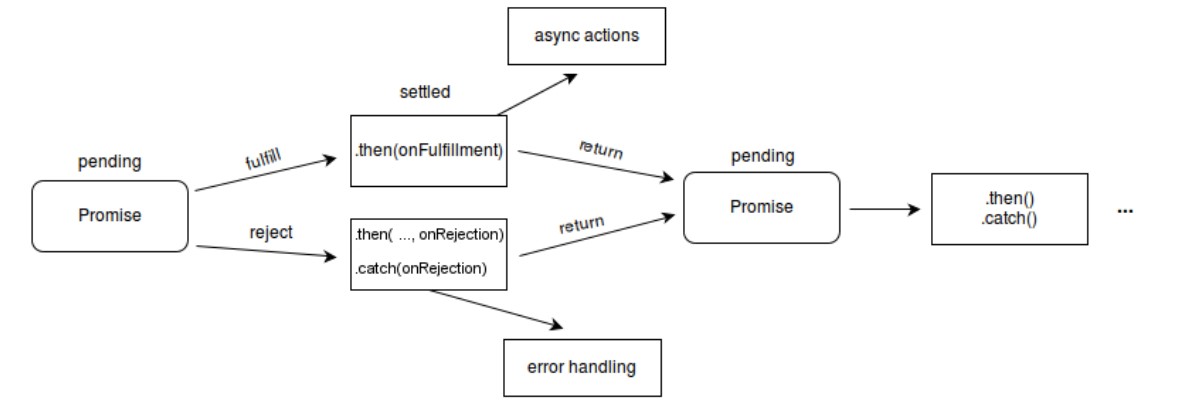 async actions
settled
.then(onFulfillment)
fulfill
return
pending
pending
Promise
Promise
.then()
.catch()
...
reject
.then( ..., onRejection)
.catch(onRejection)
return
error handling